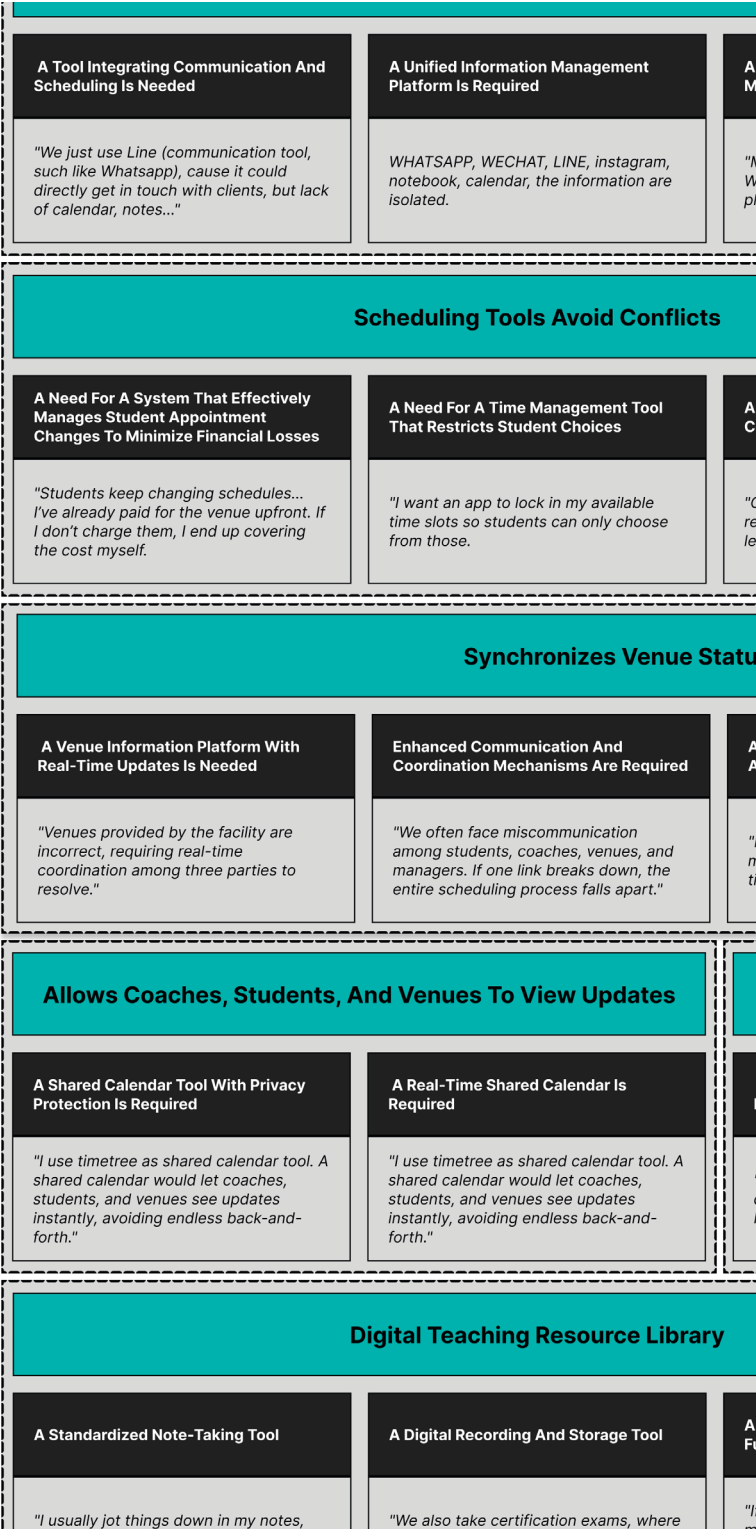 A Tool Integrating Communication And
Scheduling Is Needed
"We just use Line (communication tool,
such like Whatsapp), cause it could
directly get in touch with clients, but lack
of calendar, notes..."
A Unified Information Management
Platform Is Required
WHATSAPP, WECHAT, LINE, instagram,
notebook, calendar, the information are
isolated.
A
Scheduling Tools Avoid Conflicts
A Need For A System That Effectively
Manages Student Appointment
Changes To Minimize Financial Losses
"Students keep changing schedules...
I've already paid for the venue upfront. If
I don't charge them, I end up covering
the cost myself.
A Need For A Time Management Tool
That Restricts Student Choices
"I want an app to lock in my available
time slots so students can only choose
from those.
A
Synchronizes Venue
A Venue Information Platform With
Real-Time Updates Is Needed
"Venues provided by the facility are
incorrect, requiring real-time
coordination among three parties to
resolve."
Enhanced Communication And
Coordination Mechanisms Are Required
"We often face miscommunication
among students, coaches, venues, and
managers. If one link breaks down, the
entire scheduling process falls apart."
Allows Coaches, Students, And Venues To View Updates
A Shared Calendar Tool With Privacy
Protection Is Required
"I use timetree as shared calendar tool. A
shared calendar would let coaches,
students, and venues see updates
instantly, avoiding endless back-and-
forth."
A Real-Time Shared Calendar Is
Required
"I use timetree as shared calendar tool. A
shared calendar would let coaches,
students, and venues see updates
instantly, avoiding endless back-and-
forth."
Digital Teaching Resource Library
A Standardized Note-Taking Tool
"I usually jot things down in my notes,
A Digital Recording And Storage Tool
"We also take certification exams, where
A